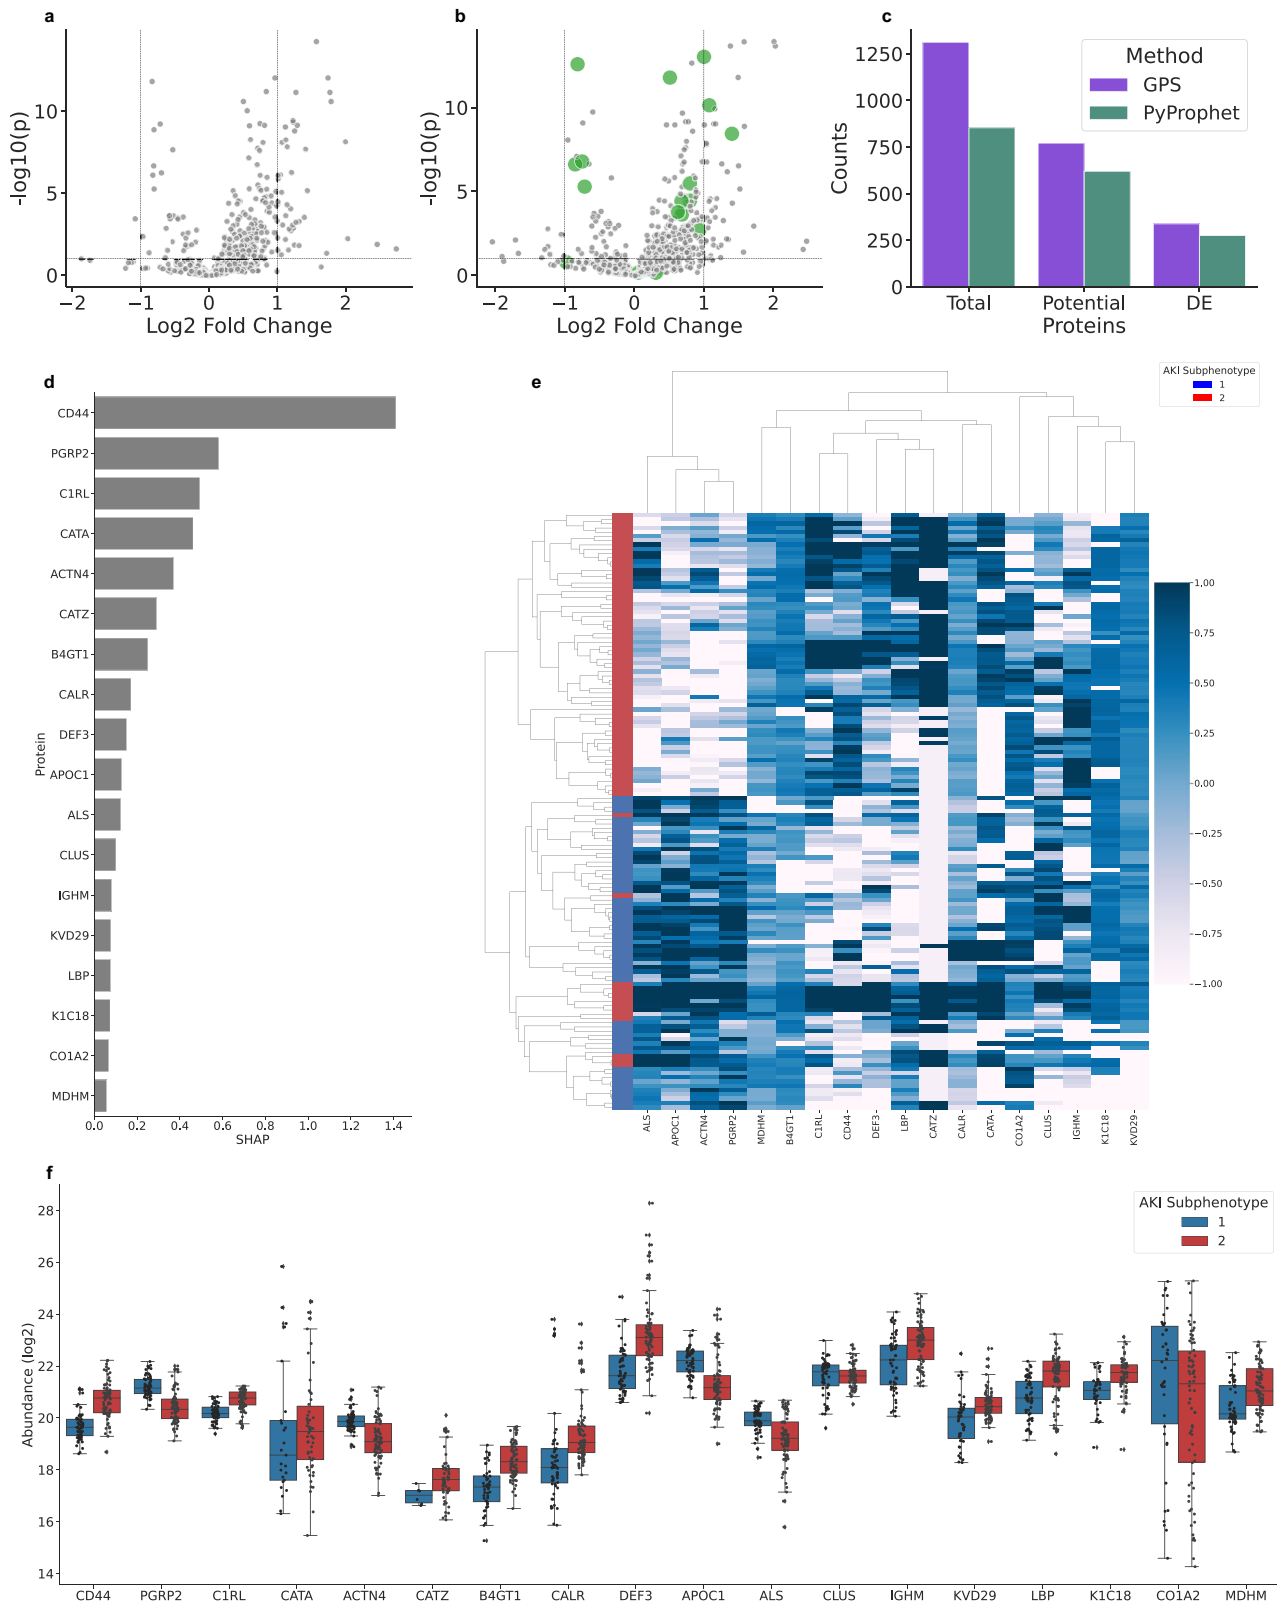 a
-log10(p)
10
5
0
−2
−1
0
1
2
Log2 Fold Change
b
-log10(p)
10
5
0
−2
−1
0
1
2
Log2 Fold Change
c
Counts
1250
1000
750
500
250
0
Method
GPS
PyProphet
Total
Potential
DE
Proteins
d
Protein
CD44
PGRP2
C1RL
CATA
ACTN4
CATZ
B4GT1
CALR
DEF3
APOC1
ALS
CLUS
IGHM
KVD29
LBP
K1C18
CO1A2
MDHM
0.0
0.2
0.4
0.6
0.8
1.0
1.2
1.4
SHAP
e
AKI Subphenotype
1
2
1,00
0.75
0.50
0.25
0.00
−0.25
−0.50
−0.75
−1.00
ALS
APOC1
ACTN4
PGRP2
MDHM
B4GT1
C1RL
CD44
DEF3
LBP
CATZ
CALR
CATA
CO1A2
CLUS
IGHM
K1C18
KVD29
f
Abundance (log2)
28
26
24
22
20
18
16
14
AKI Subphenotype
1
2
CD44
PGRP2
C1RL
CATA
ACTN4
CATZ
B4GT1
CALR
DEF3
APOC1
ALS
CLUS
IGHM
KVD29
LBP
K1C18
CO1A2
MDHM